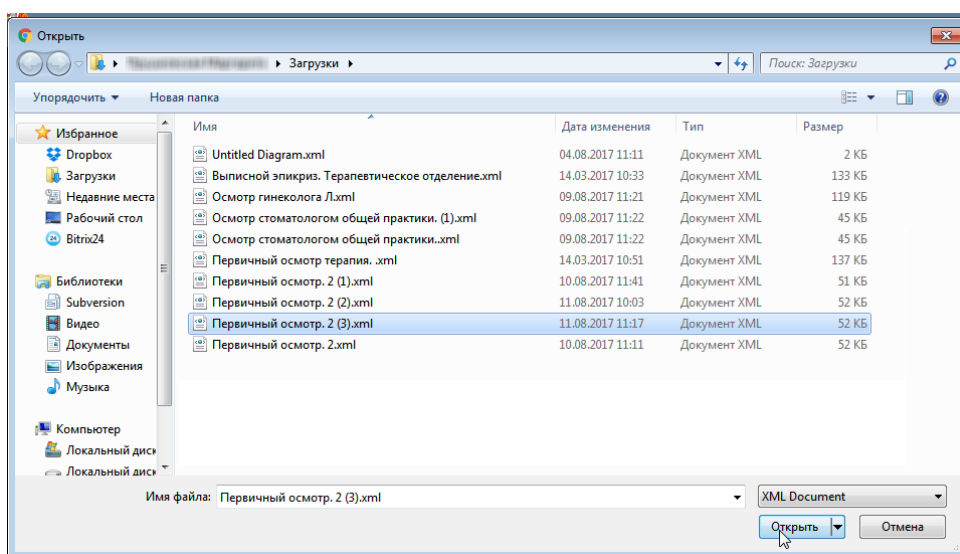 Открыть
Загрузки
Поиск: Загрузки
Упорядочить Новая папка
Имя Дата изменения Тип Размер
Избранное
Dropbox
Загрузки
Недавние места
Рабочий стол
Bitrix24
Библиотеки
Subversion
Видео
Документы
Изображения
Музыка
Компьютер
Локальный диск
Локальный диск
Untitled Diagram.xml 04.08.2017 11:11 Документ XML 2 КБ
Выписной эпикриз. Терапевтическое отделение.xml 14.03.2017 10:33 Документ XML 133 КБ
Осмотр гинеколога Л.xml 09.08.2017 11:21 Документ XML 119 КБ
Осмотр стоматологом общей практики. (1).xml 09.08.2017 11:22 Документ XML 45 КБ
Осмотр стоматологом общей практики..xml 09.08.2017 11:22 Документ XML 45 КБ
Первичный осмотр терапия. .xml 14.03.2017 10:51 Документ XML 137 КБ
Первичный осмотр. 2 (1).xml 10.08.2017 11:41 Документ XML 51 КБ
Первичный осмотр. 2 (2).xml 11.08.2017 10:03 Документ XML 52 КБ
Первичный осмотр. 2 (3).xml 11.08.2017 11:17 Документ XML 52 КБ
Первичный осмотр. 2.xml 10.08.2017 11:11 Документ XML 52 КБ
Имя файла: Первичный осмотр. 2 (3).xml XML Document
Открыть Отмена